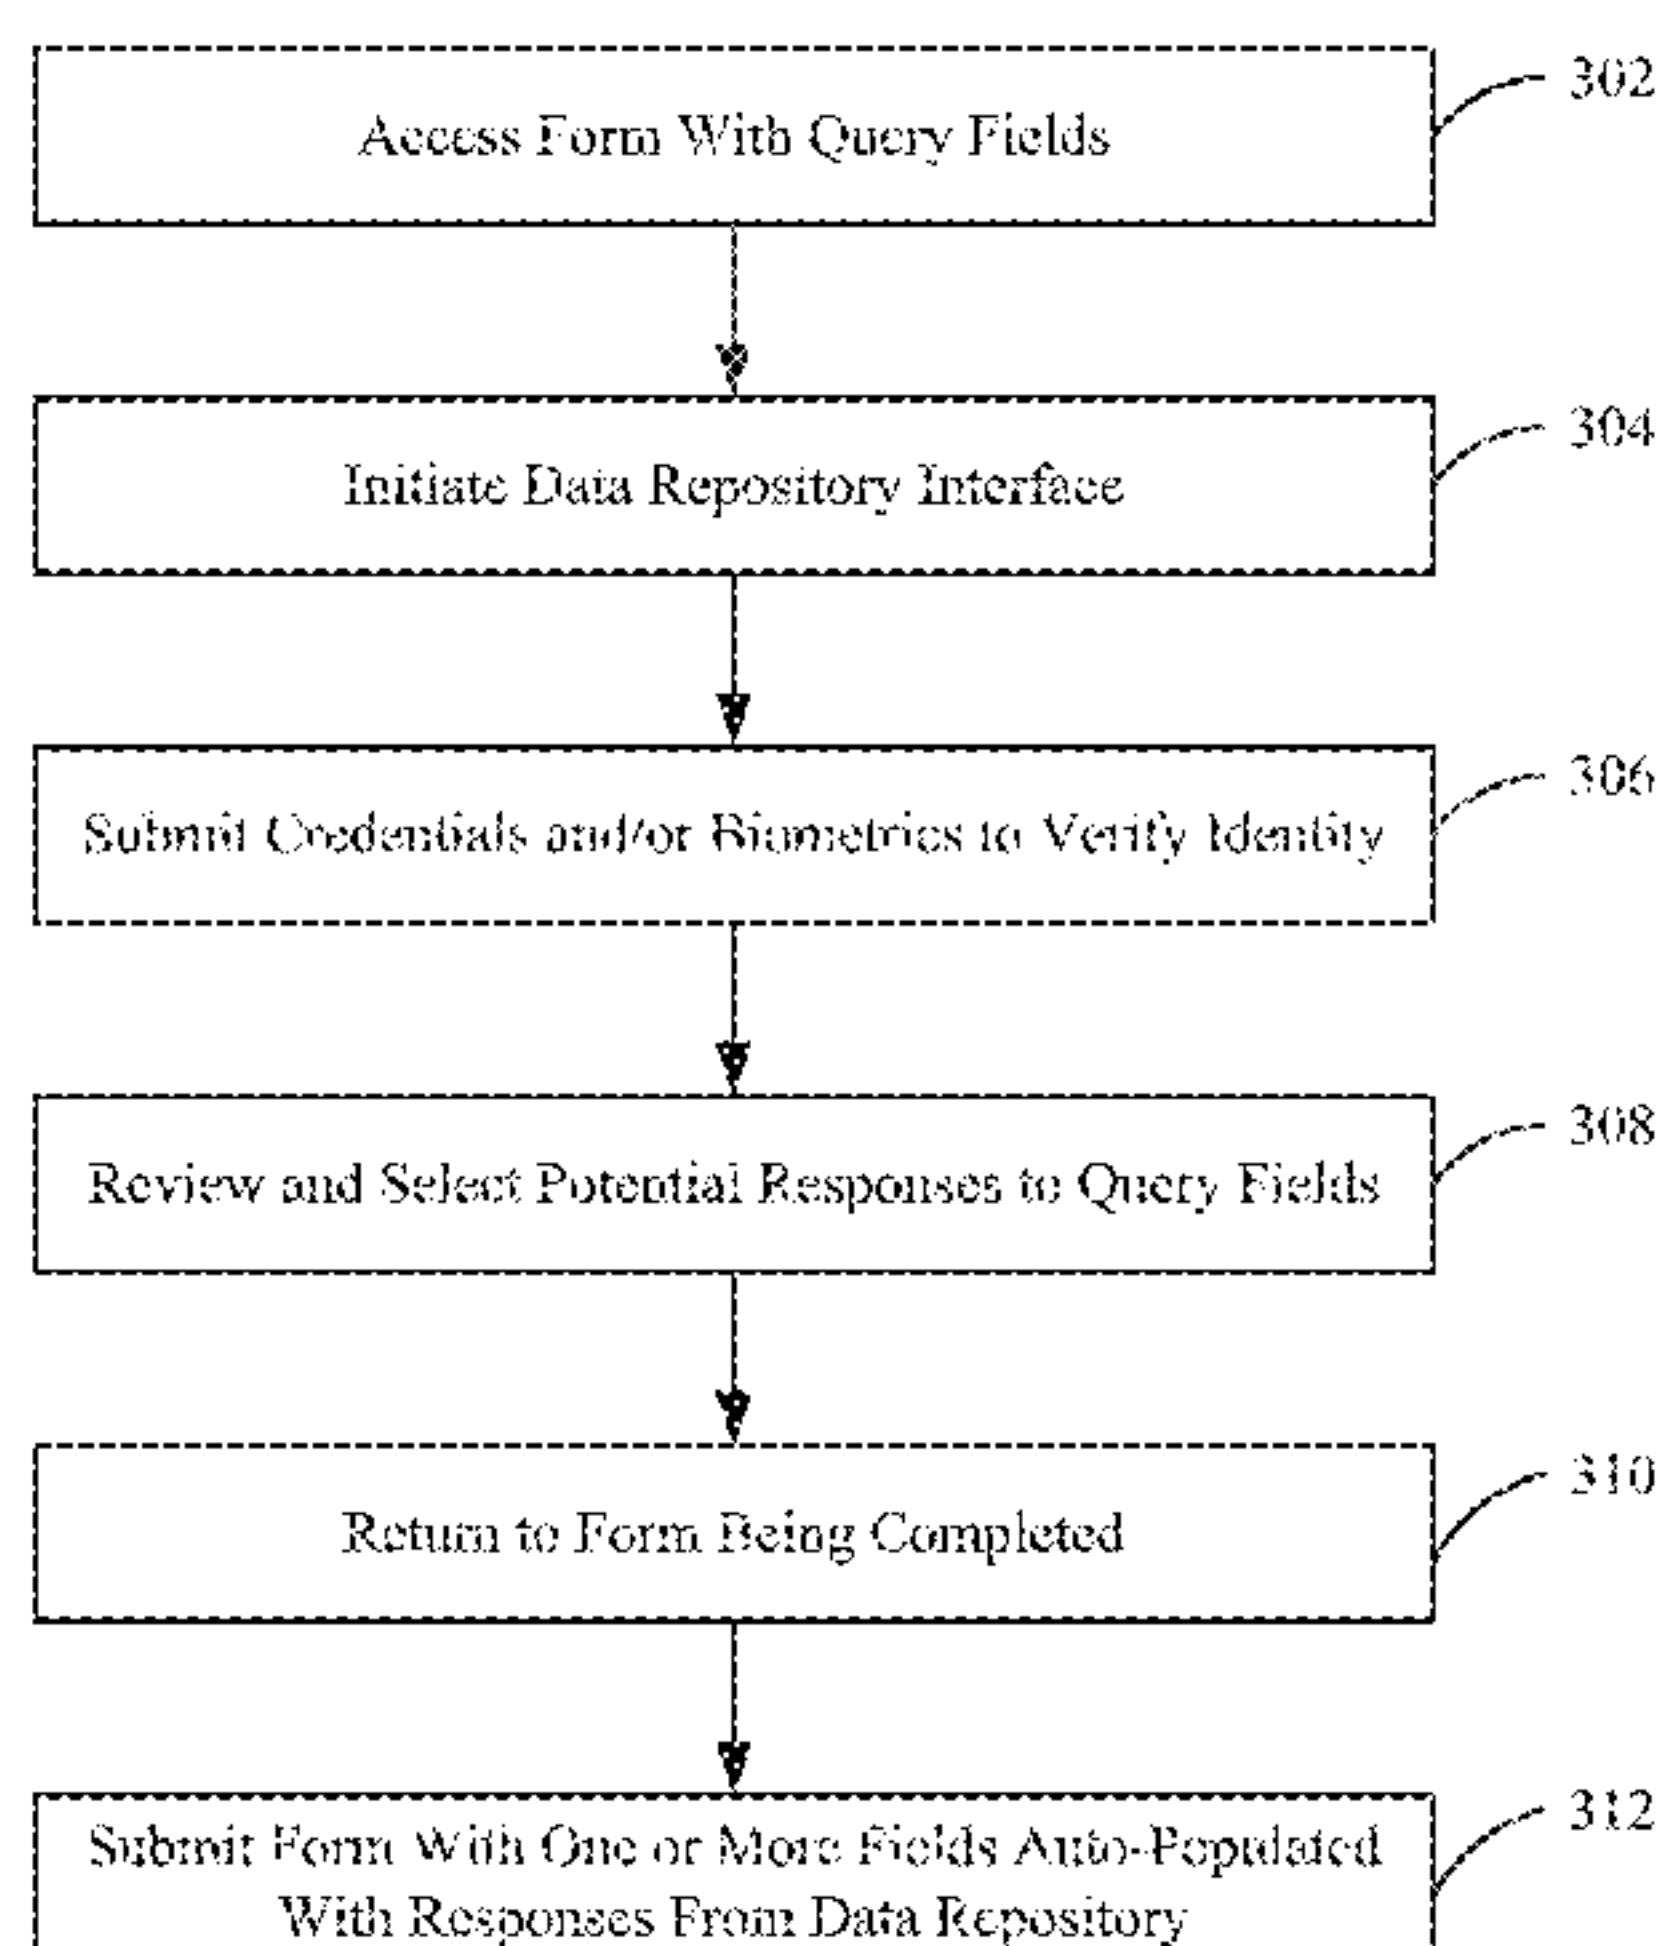 302
Access Form With Query Fields
304
Initiate Data Repository Interface
306
Submit Credentials and/or Biometrics to Verify Identity
308
Review and Select Potential Responses to Query Fields
310
Return to Form Being Completed
312
Submit Form With One or More Fields Auto-Populated
With Responses From Data Repository